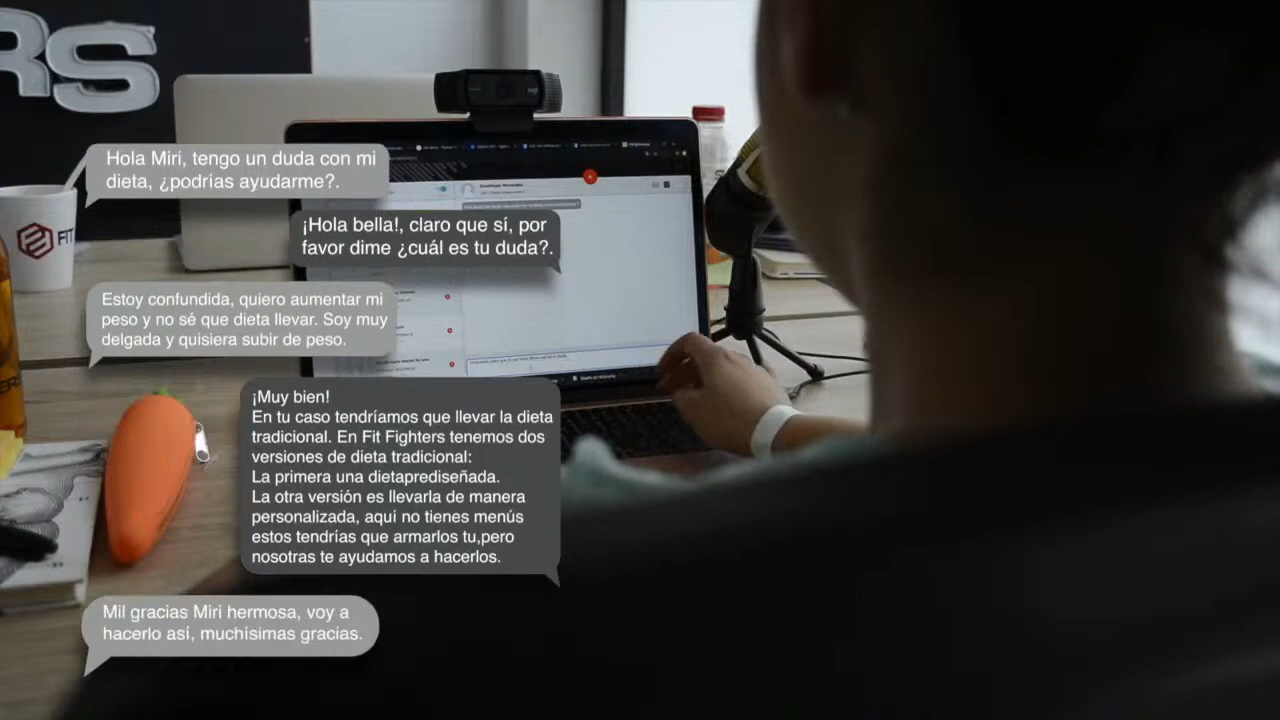 RS
Hola Miri, tengo un duda con mi
dieta, ¿podrias ayudarme?.
¡Hola bella!, claro que sí, por
favor dime ¿cuál es tu duda?.
FIT
Estoy confundida, quiero aumentar mi
peso y no sé que dieta llevar. Soy muy
delgada y quisiera subir de peso.
¡Muy bien!
En tu caso tendríamos que llevar la dieta
tradicional. En Fit Fighters tenemos dos
versiones de dieta tradicional:
La primera una dietaprediseñada.
La otra versión es llevarla de manera
personalizada, aquí no tienes menús
estos tendrías que armarlos tu,pero
nosotras te ayudamos a hacerlos.
Mil gracias Miri hermosa, voy a
hacerlo así, muchísimas gracias.